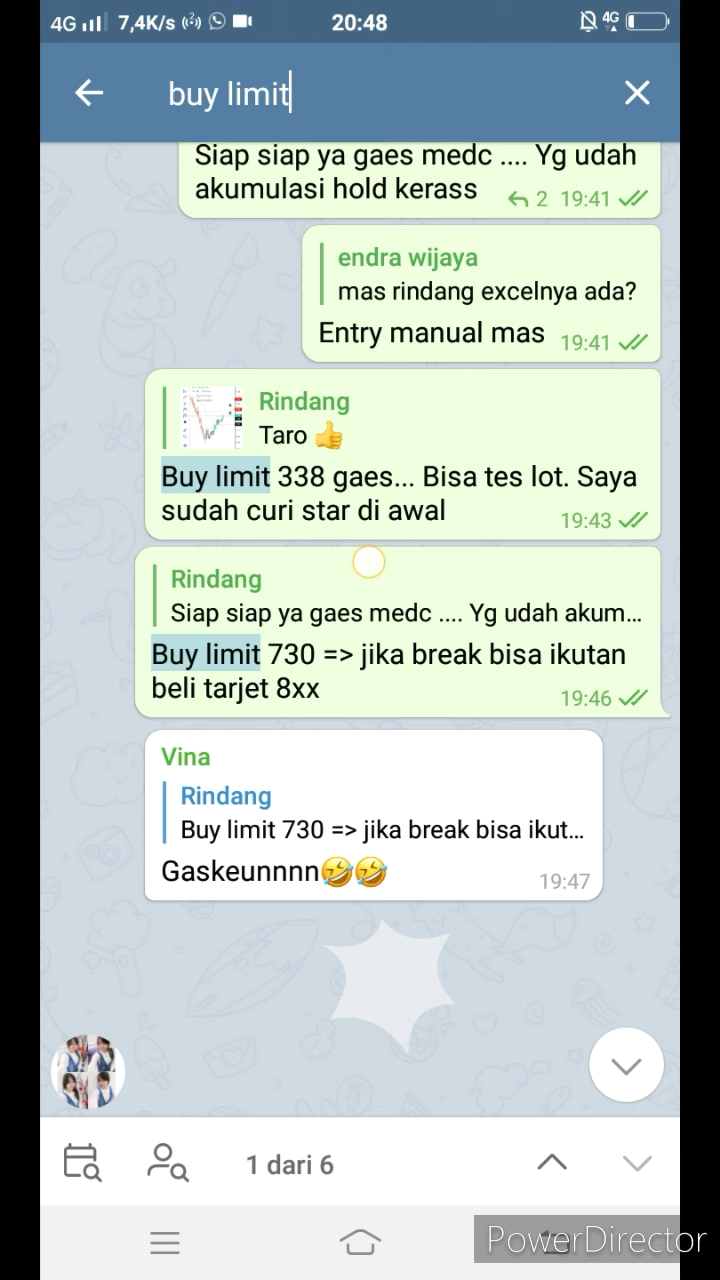 4G 7,4K/s 20:48 4G
buy limit
Siap siap ya gaes medc .... Yg udah
akumulasi hold kerass 2 19:41
endra wijaya
mas rindang excelnya ada?
Entry manual mas 19:41
Rindang
Taro 👍
Buy limit 338 gaes... Bisa tes lot. Saya
sudah curi star di awal 19:43
Rindang
Siap siap ya gaes medc .... Yg udah akum...
Buy limit 730 => jika break bisa ikutan
beli tarjet 8xx 19:46
Vina
Rindang
Buy limit 730 => jika break bisa ikut...
Gaskeunnnn🤣🤣 19:47
1 dari 6
PowerDirector